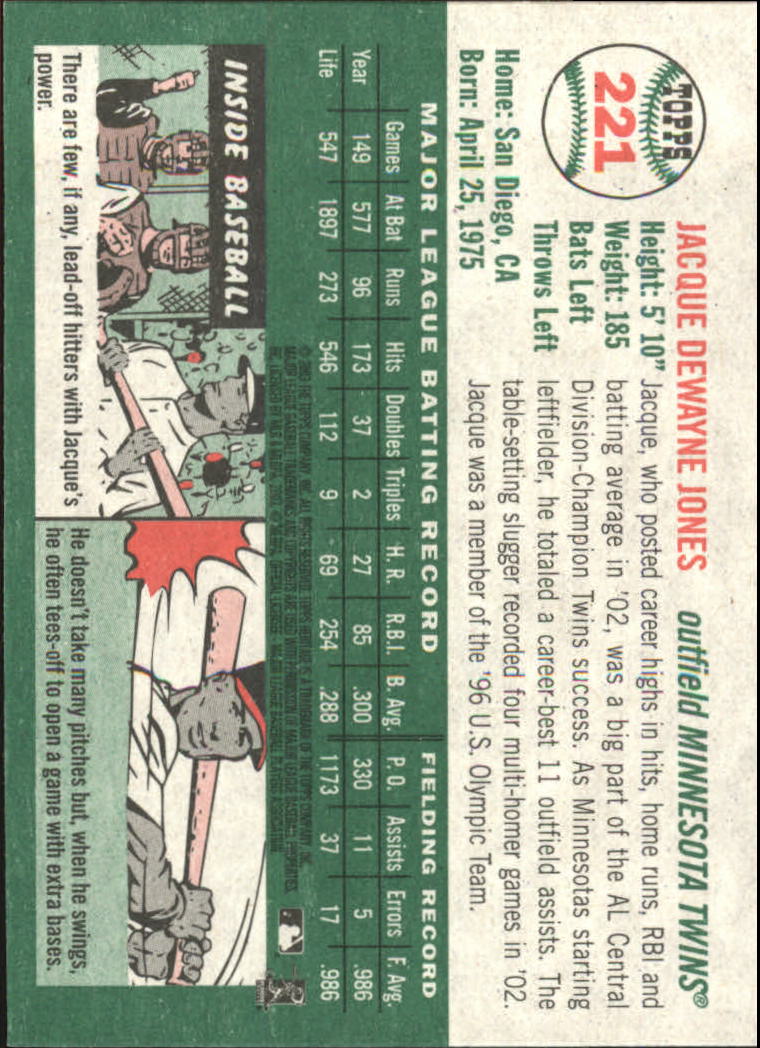 TOPPS
221
JACQUE DEWAYNE JONES outfield MINNESOTA TWINS®
Height: 5' 10"
Weight: 185
Bats Left
Throws Left
Home: San Diego, CA
Born: April 25, 1975
Jacque, who posted career highs in hits, home runs, RBI and
batting average in '02, was a big part of the AL Central
Division-Champion Twins success. As Minnesotas starting
leftfielder, he totaled a career-best 11 outfield assists. The
table-setting slugger recorded four multi-homer games in '02.
Jacque was a member of the '96 U.S. Olympic Team.
MAJOR LEAGUE BATTING RECORD FIELDING RECORD
Games At Bat Runs Hits Doubles Triples H. R. R.B.I. B. Avg. P. O. Assists Errors F. Avg.
Year 149 577 96 173 37 2 27 85 .300 330 11 5 .986
Life 547 1897 273 546 112 9 69 254 .288 1173 37 17 .986
INSIDE BASEBALL
There are few, if any, lead-off hitters with Jacque's
power.
He doesn't take many pitches but, when he swings,
he often tees-off to open a game with extra bases.